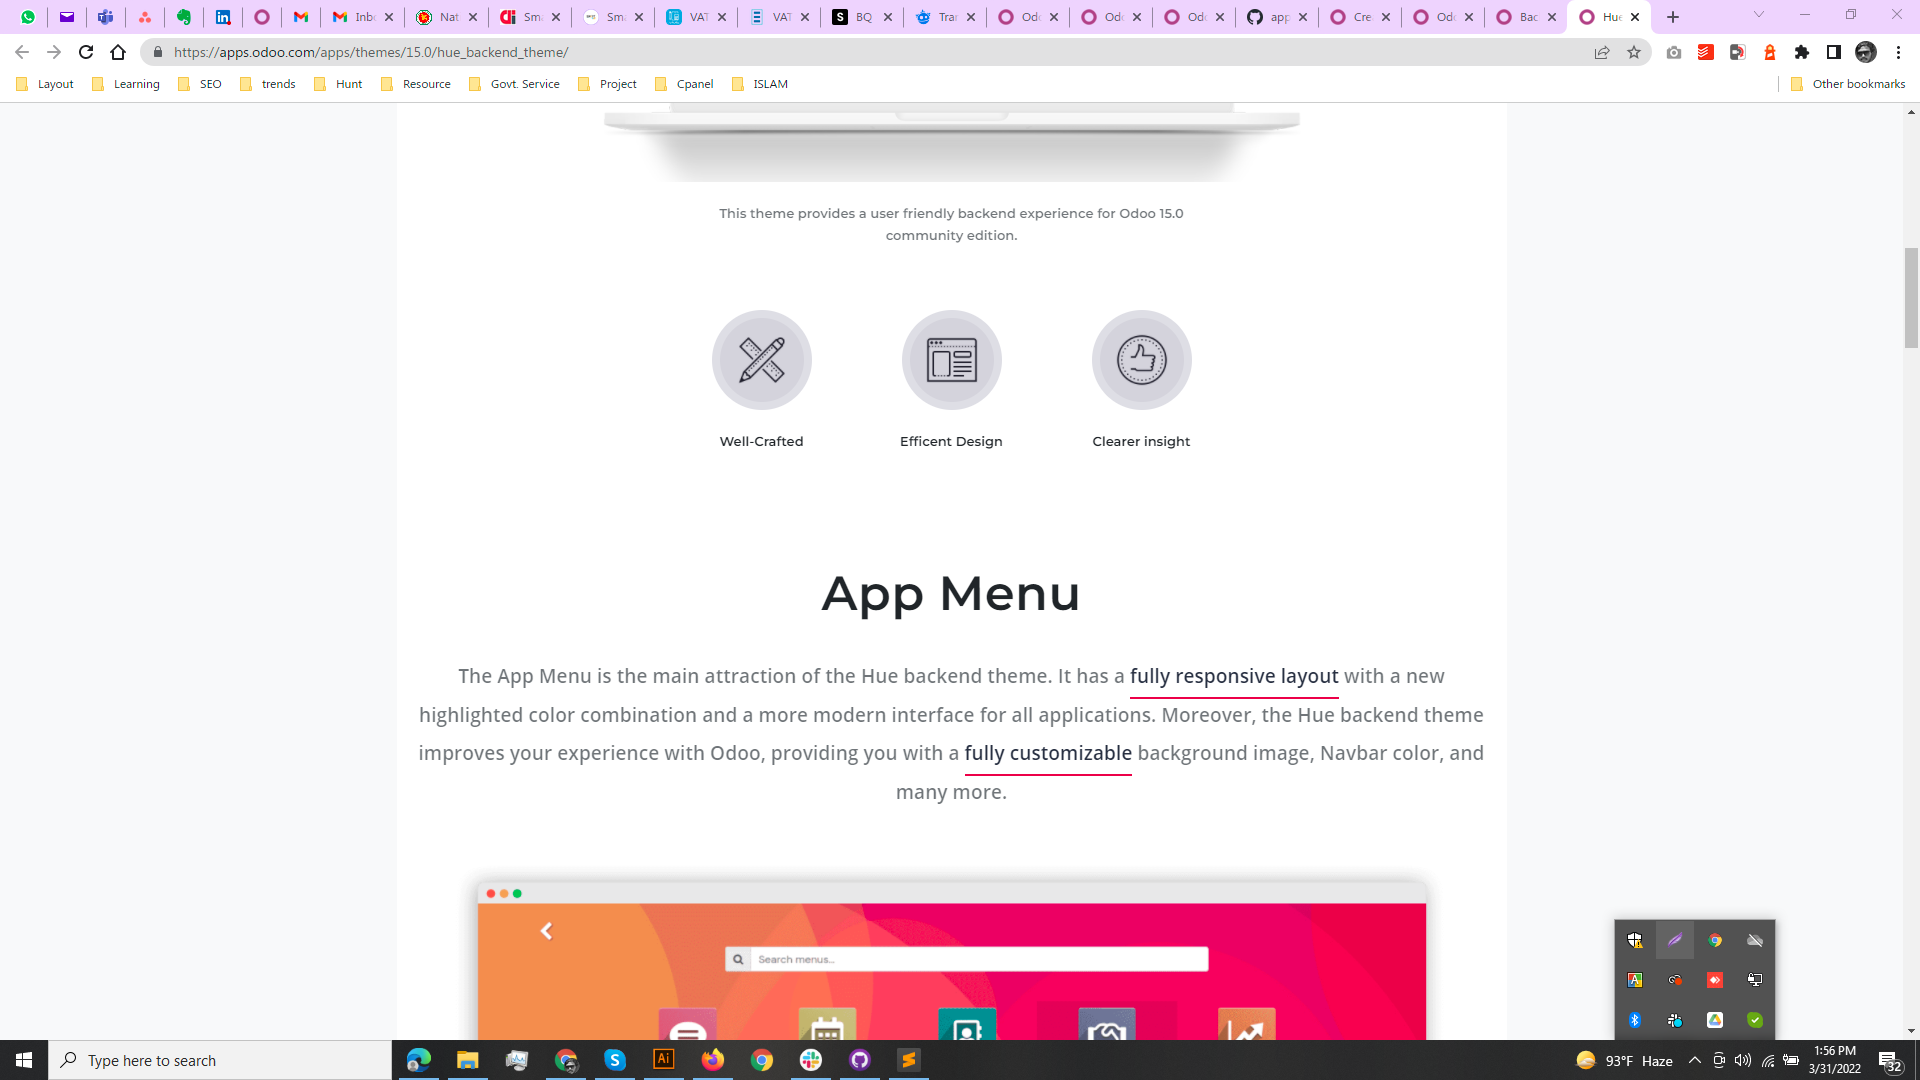 Inb
Nat
Sma
Sma
VAT
VAT
BQ
Tra
Odo
Odo
Odo
app
Cre
Odo
Bac
Hue
https://apps.odoo.com/apps/themes/15.0/hue_backend_theme/
Layout
Learning
SEO
trends
Hunt
Resource
Govt. Service
Project
Cpanel
ISLAM
Other bookmarks
This theme provides a user friendly backend experience for Odoo 15.0
community edition.
Well-Crafted
Efficent Design
Clearer insight
App Menu
The App Menu is the main attraction of the Hue backend theme. It has a fully responsive layout with a new
highlighted color combination and a more modern interface for all applications. Moreover, the Hue backend theme
improves your experience with Odoo, providing you with a fully customizable background image, Navbar color, and
many more.
Search menus...
Type here to search
93°F Haze
1:56 PM
3/31/2022
32